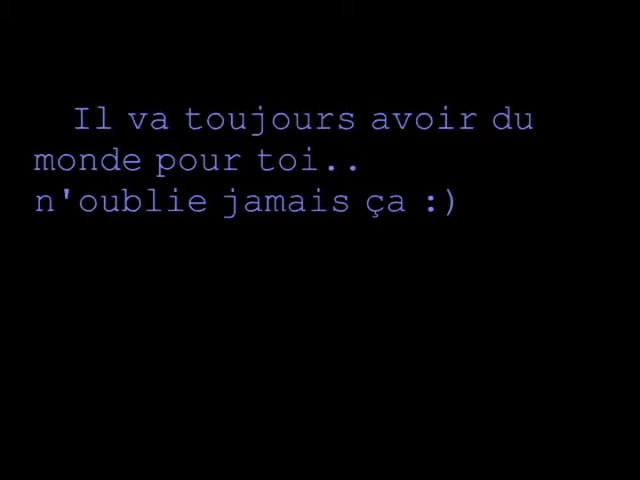 Il va toujours avoir du
monde pour toi..
n'oublie jamais ça :)